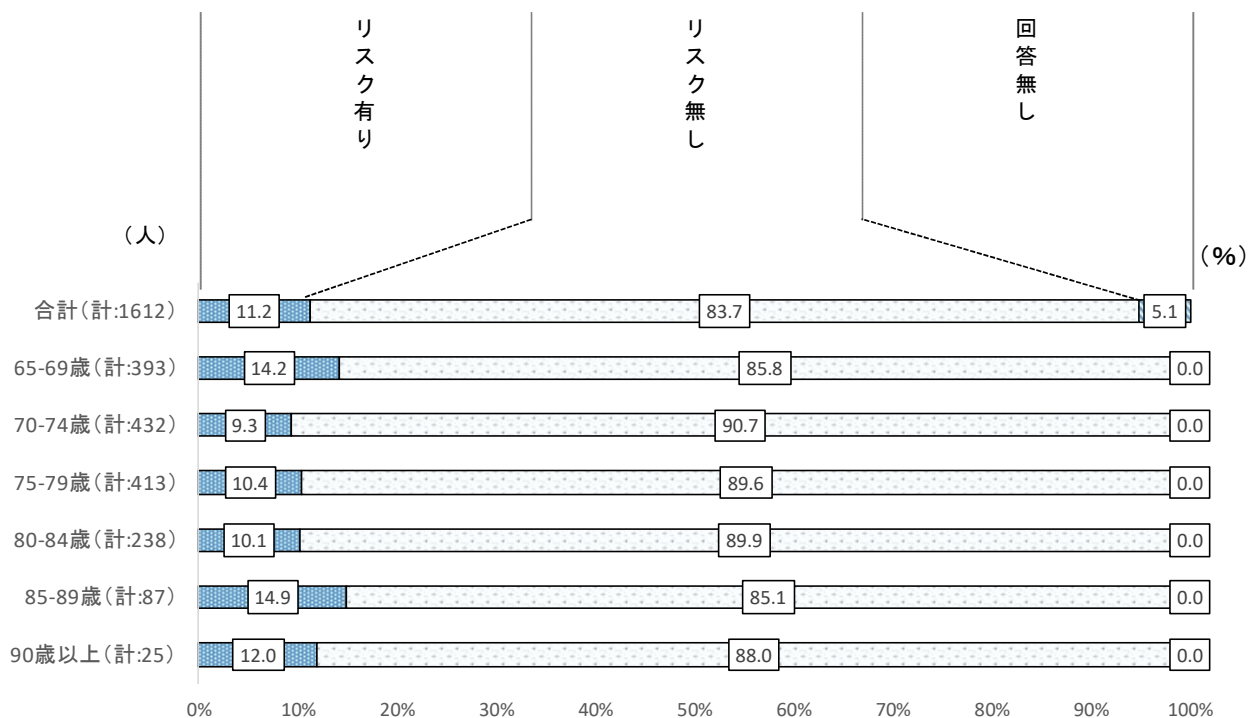 リスク有り
リスク無し
回答無し
（人）
（%）
合計（計:1612） 11.2 83.7 5.1
65-69歳（計:393） 14.2 85.8 0.0
70-74歳（計:432） 9.3 90.7 0.0
75-79歳（計:413） 10.4 89.6 0.0
80-84歳（計:238） 10.1 89.9 0.0
85-89歳（計:87） 14.9 85.1 0.0
90歳以上（計:25） 12.0 88.0 0.0
0% 10% 20% 30% 40% 50% 60% 70% 80% 90% 100%